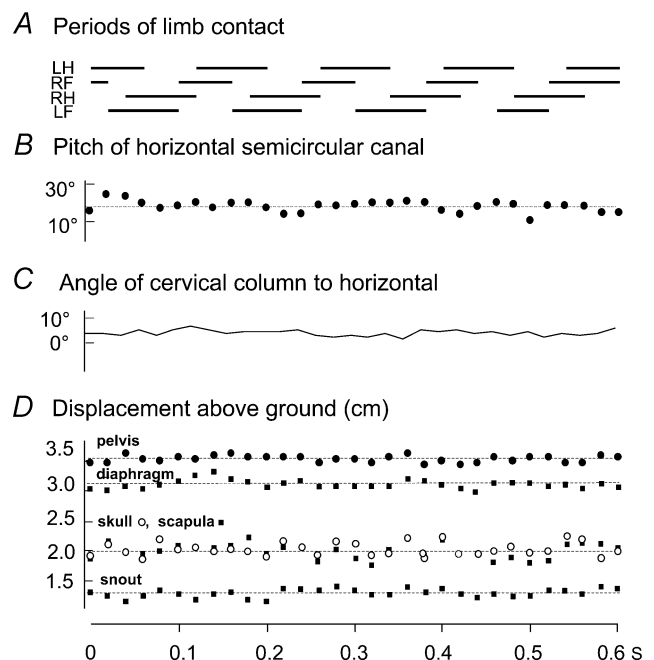 A Periods of limb contact
LH
RF
RH
LF
B Pitch of horizontal semicircular canal
30°
10°
C Angle of cervical column to horizontal
10°
0°
D Displacement above ground (cm)
3.5 pelvis
diaphragm
3.0
2.5
skull ○, scapula ■
2.0
1.5 snout
0 0.1 0.2 0.3 0.4 0.5 0.6 s